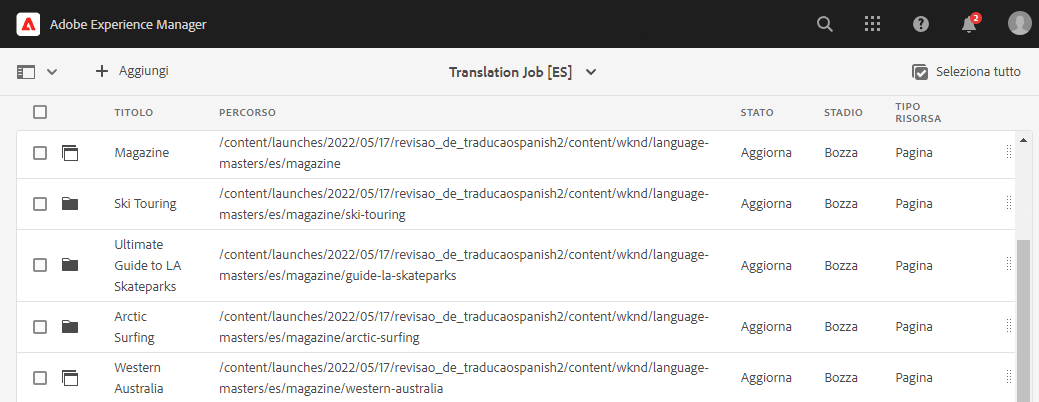 Adobe Experience Manager
2
Aggiungi
Translation Job [ES]
Seleziona tutto
TITOLO PERCORSO STATO STADIO TIPO
RISORSA
Magazine
/content/launches/2022/05/17/revisao_de_traducaospanish2/content/wknd/language-
masters/es/magazine
Aggiorna Bozza Pagina
Ski Touring
/content/launches/2022/05/17/revisao_de_traducaospanish2/content/wknd/language-
masters/es/magazine/ski-touring
Aggiorna Bozza Pagina
Ultimate
Guide to LA
Skateparks
/content/launches/2022/05/17/revisao_de_traducaospanish2/content/wknd/language-
masters/es/magazine/guide-la-skateparks
Aggiorna Bozza Pagina
Arctic
Surfing
/content/launches/2022/05/17/revisao_de_traducaospanish2/content/wknd/language-
masters/es/magazine/arctic-surfing
Aggiorna Bozza Pagina
Western
Australia
/content/launches/2022/05/17/revisao_de_traducaospanish2/content/wknd/language-
masters/es/magazine/western-australia
Aggiorna Bozza Pagina